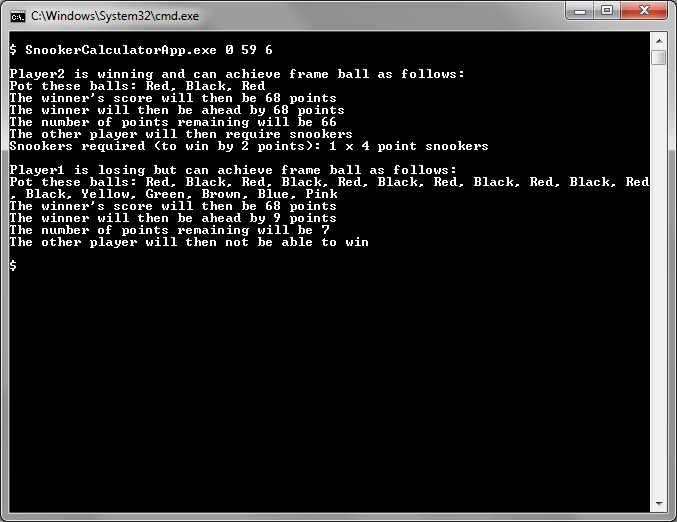 C:\Windows\System32\cmd.exe
$ SnookerCalculatorApp.exe 0 59 6
Player2 is winning and can achieve frame ball as follows:
Pot these balls: Red, Black, Red
The winner's score will then be 68 points
The winner will then be ahead by 68 points
The number of points remaining will be 66
The other player will then require snookers
Snookers required (to win by 2 points): 1 x 4 point snookers
Player1 is losing but can achieve frame ball as follows:
Pot these balls: Red, Black, Red, Black, Red, Black, Red, Black, Red, Black, Red
, Black, Yellow, Green, Brown, Blue, Pink
The winner's score will then be 68 points
The winner will then be ahead by 9 points
The number of points remaining will be 7
The other player will then not be able to win
$